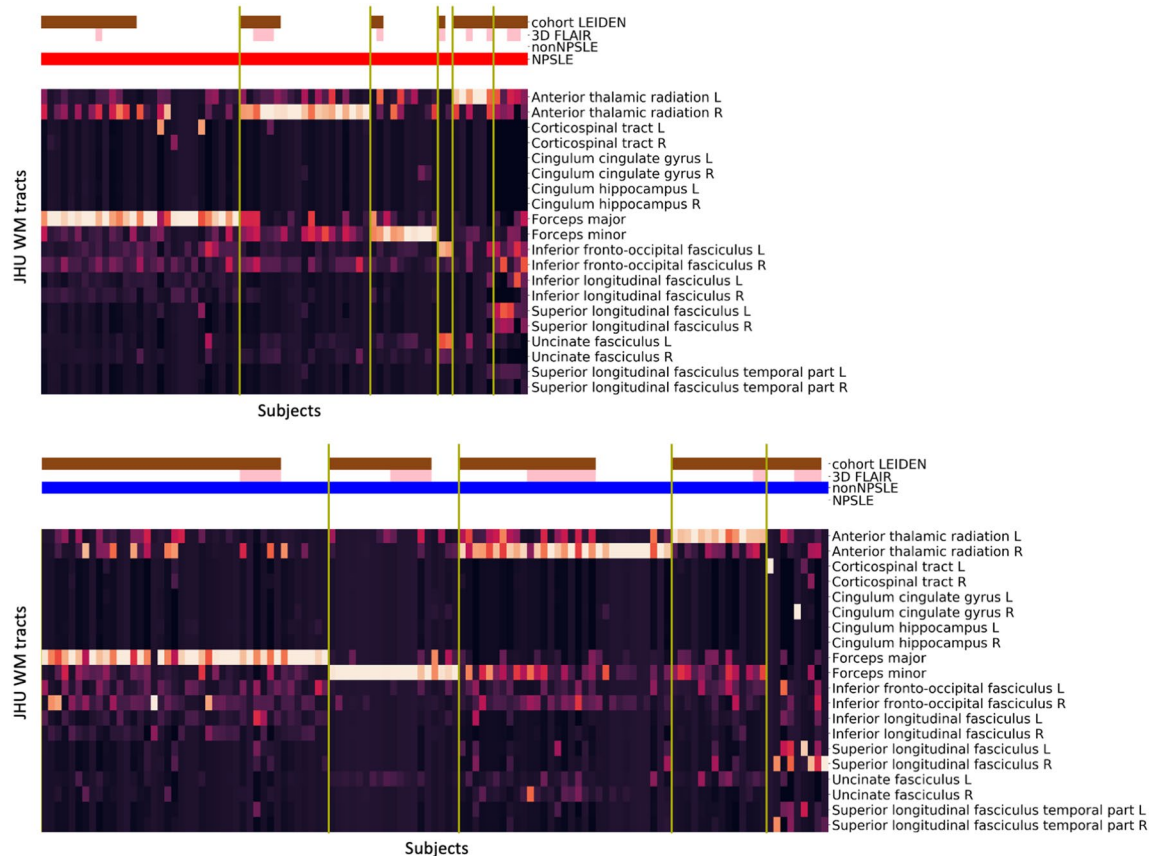 cohort LEIDEN
3D FLAIR
nonNPSLE
NPSLE
JHU WM tracts
Anterior thalamic radiation L
Anterior thalamic radiation R
Corticospinal tract L
Corticospinal tract R
Cingulum cingulate gyrus L
Cingulum cingulate gyrus R
Cingulum hippocampus L
Cingulum hippocampus R
Forceps major
Forceps minor
Inferior fronto-occipital fasciculus L
Inferior fronto-occipital fasciculus R
Inferior longitudinal fasciculus L
Inferior longitudinal fasciculus R
Superior longitudinal fasciculus L
Superior longitudinal fasciculus R
Uncinate fasciculus L
Uncinate fasciculus R
Superior longitudinal fasciculus temporal part L
Superior longitudinal fasciculus temporal part R
Subjects
cohort LEIDEN
3D FLAIR
nonNPSLE
NPSLE
JHU WM tracts
Anterior thalamic radiation L
Anterior thalamic radiation R
Corticospinal tract L
Corticospinal tract R
Cingulum cingulate gyrus L
Cingulum cingulate gyrus R
Cingulum hippocampus L
Cingulum hippocampus R
Forceps major
Forceps minor
Inferior fronto-occipital fasciculus L
Inferior fronto-occipital fasciculus R
Inferior longitudinal fasciculus L
Inferior longitudinal fasciculus R
Superior longitudinal fasciculus L
Superior longitudinal fasciculus R
Uncinate fasciculus L
Uncinate fasciculus R
Superior longitudinal fasciculus temporal part L
Superior longitudinal fasciculus temporal part R
Subjects